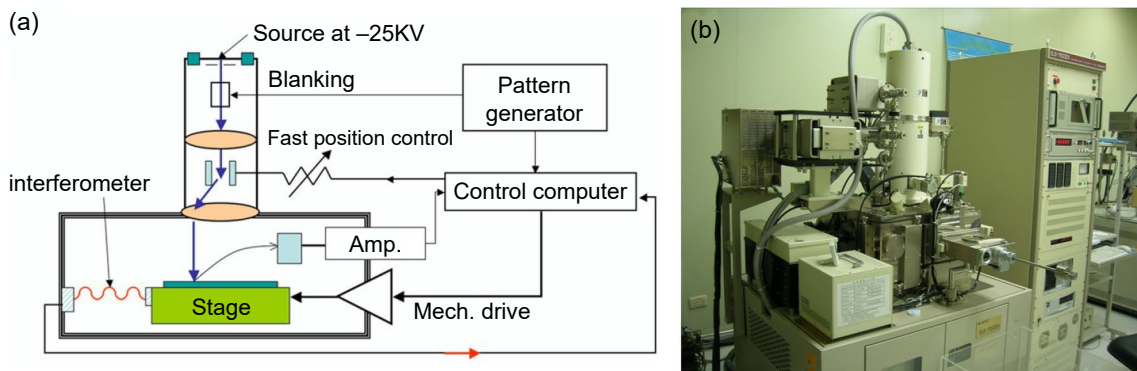 (a)
Source at –25KV
Blanking
Pattern
generator
Fast position control
interferometer
Control computer
Amp.
Stage
Mech. drive
(b)